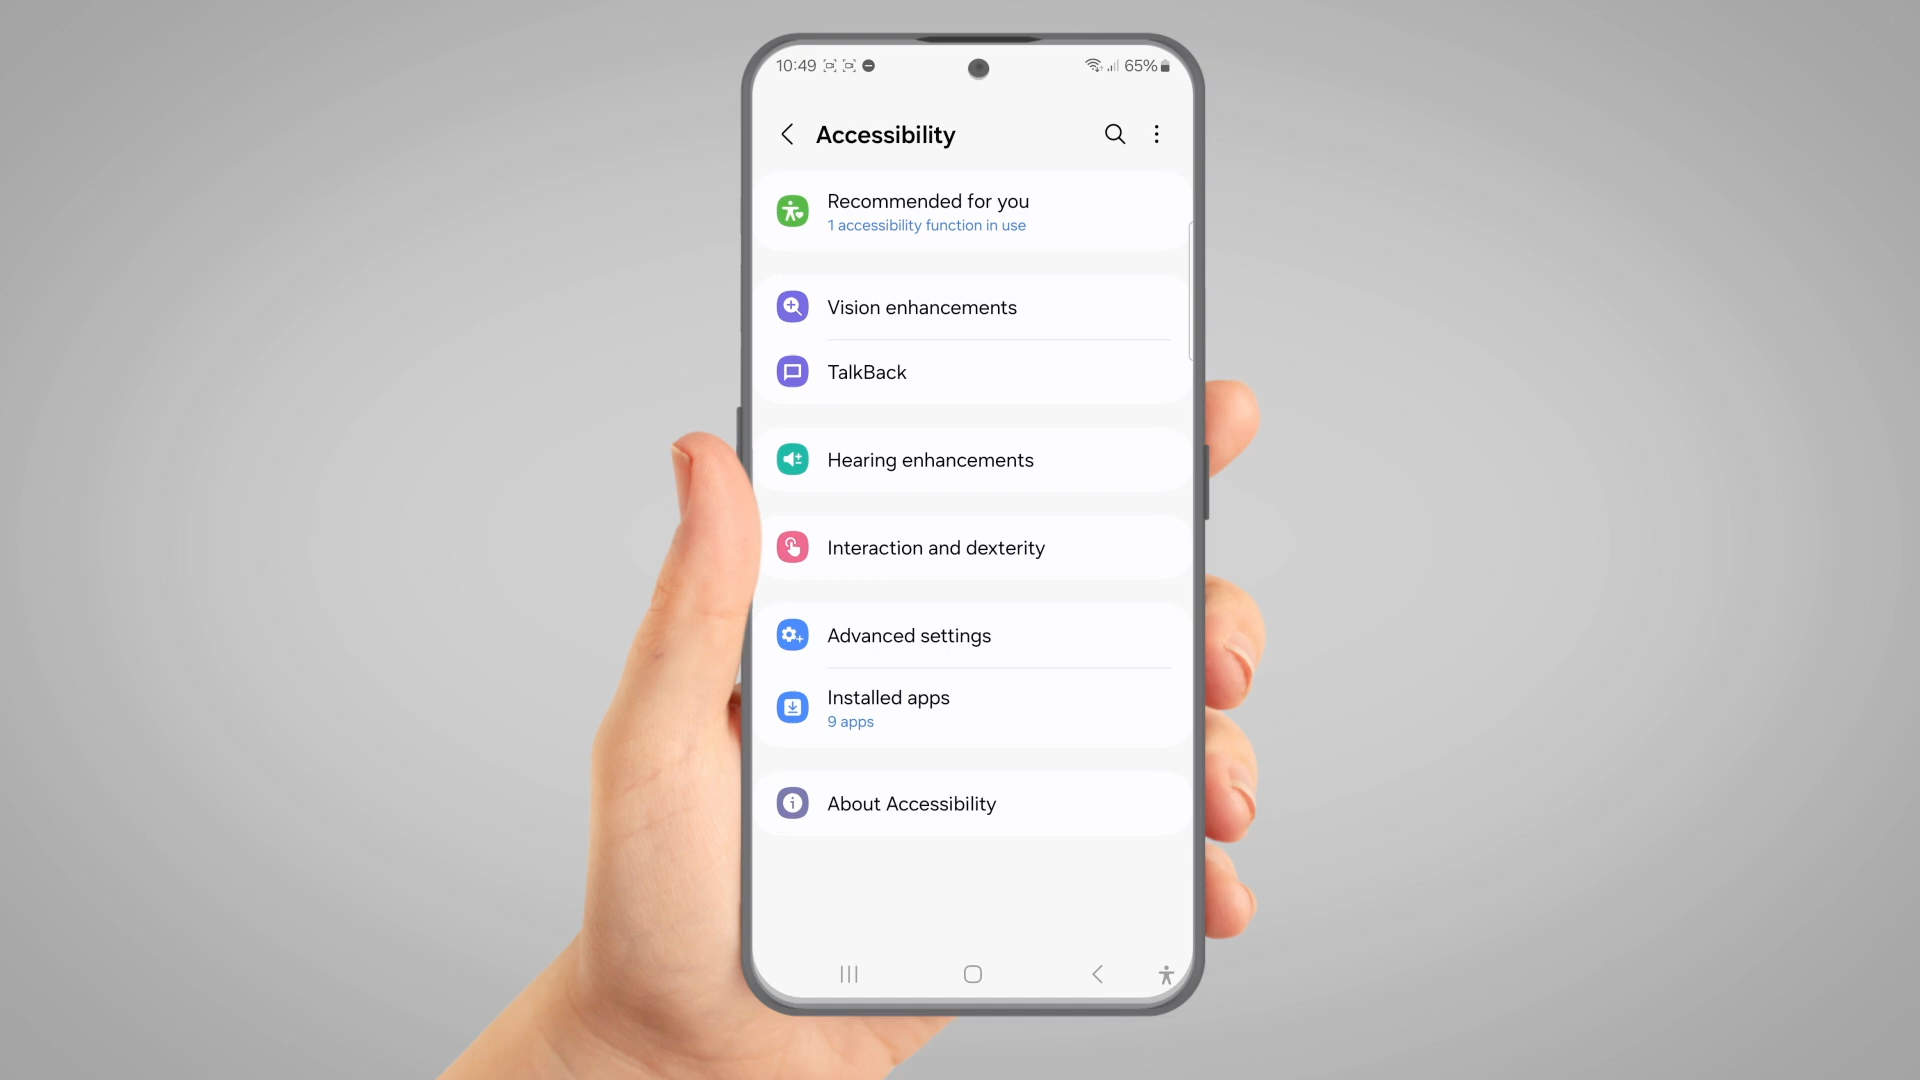 10:49
65%
Accessibility
Recommended for you
1 accessibility function in use
Vision enhancements
TalkBack
Hearing enhancements
Interaction and dexterity
Advanced settings
Installed apps
9 apps
About Accessibility